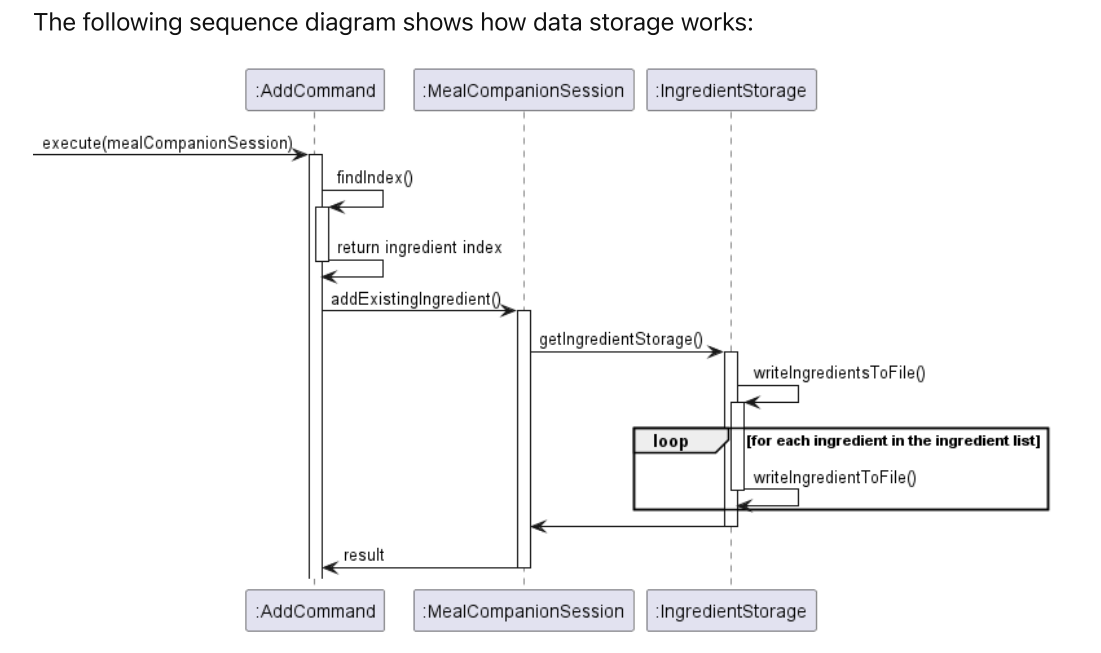 The following sequence diagram shows how data storage works:
:AddCommand :MealCompanionSession :IngredientStorage
execute(mealCompanionSession)
findIndex()
return ingredient index
addExistingIngredient()
getIngredientStorage()
writeIngredientsToFile()
loop [for each ingredient in the ingredient list]
writeIngredientToFile()
result
:AddCommand :MealCompanionSession :IngredientStorage